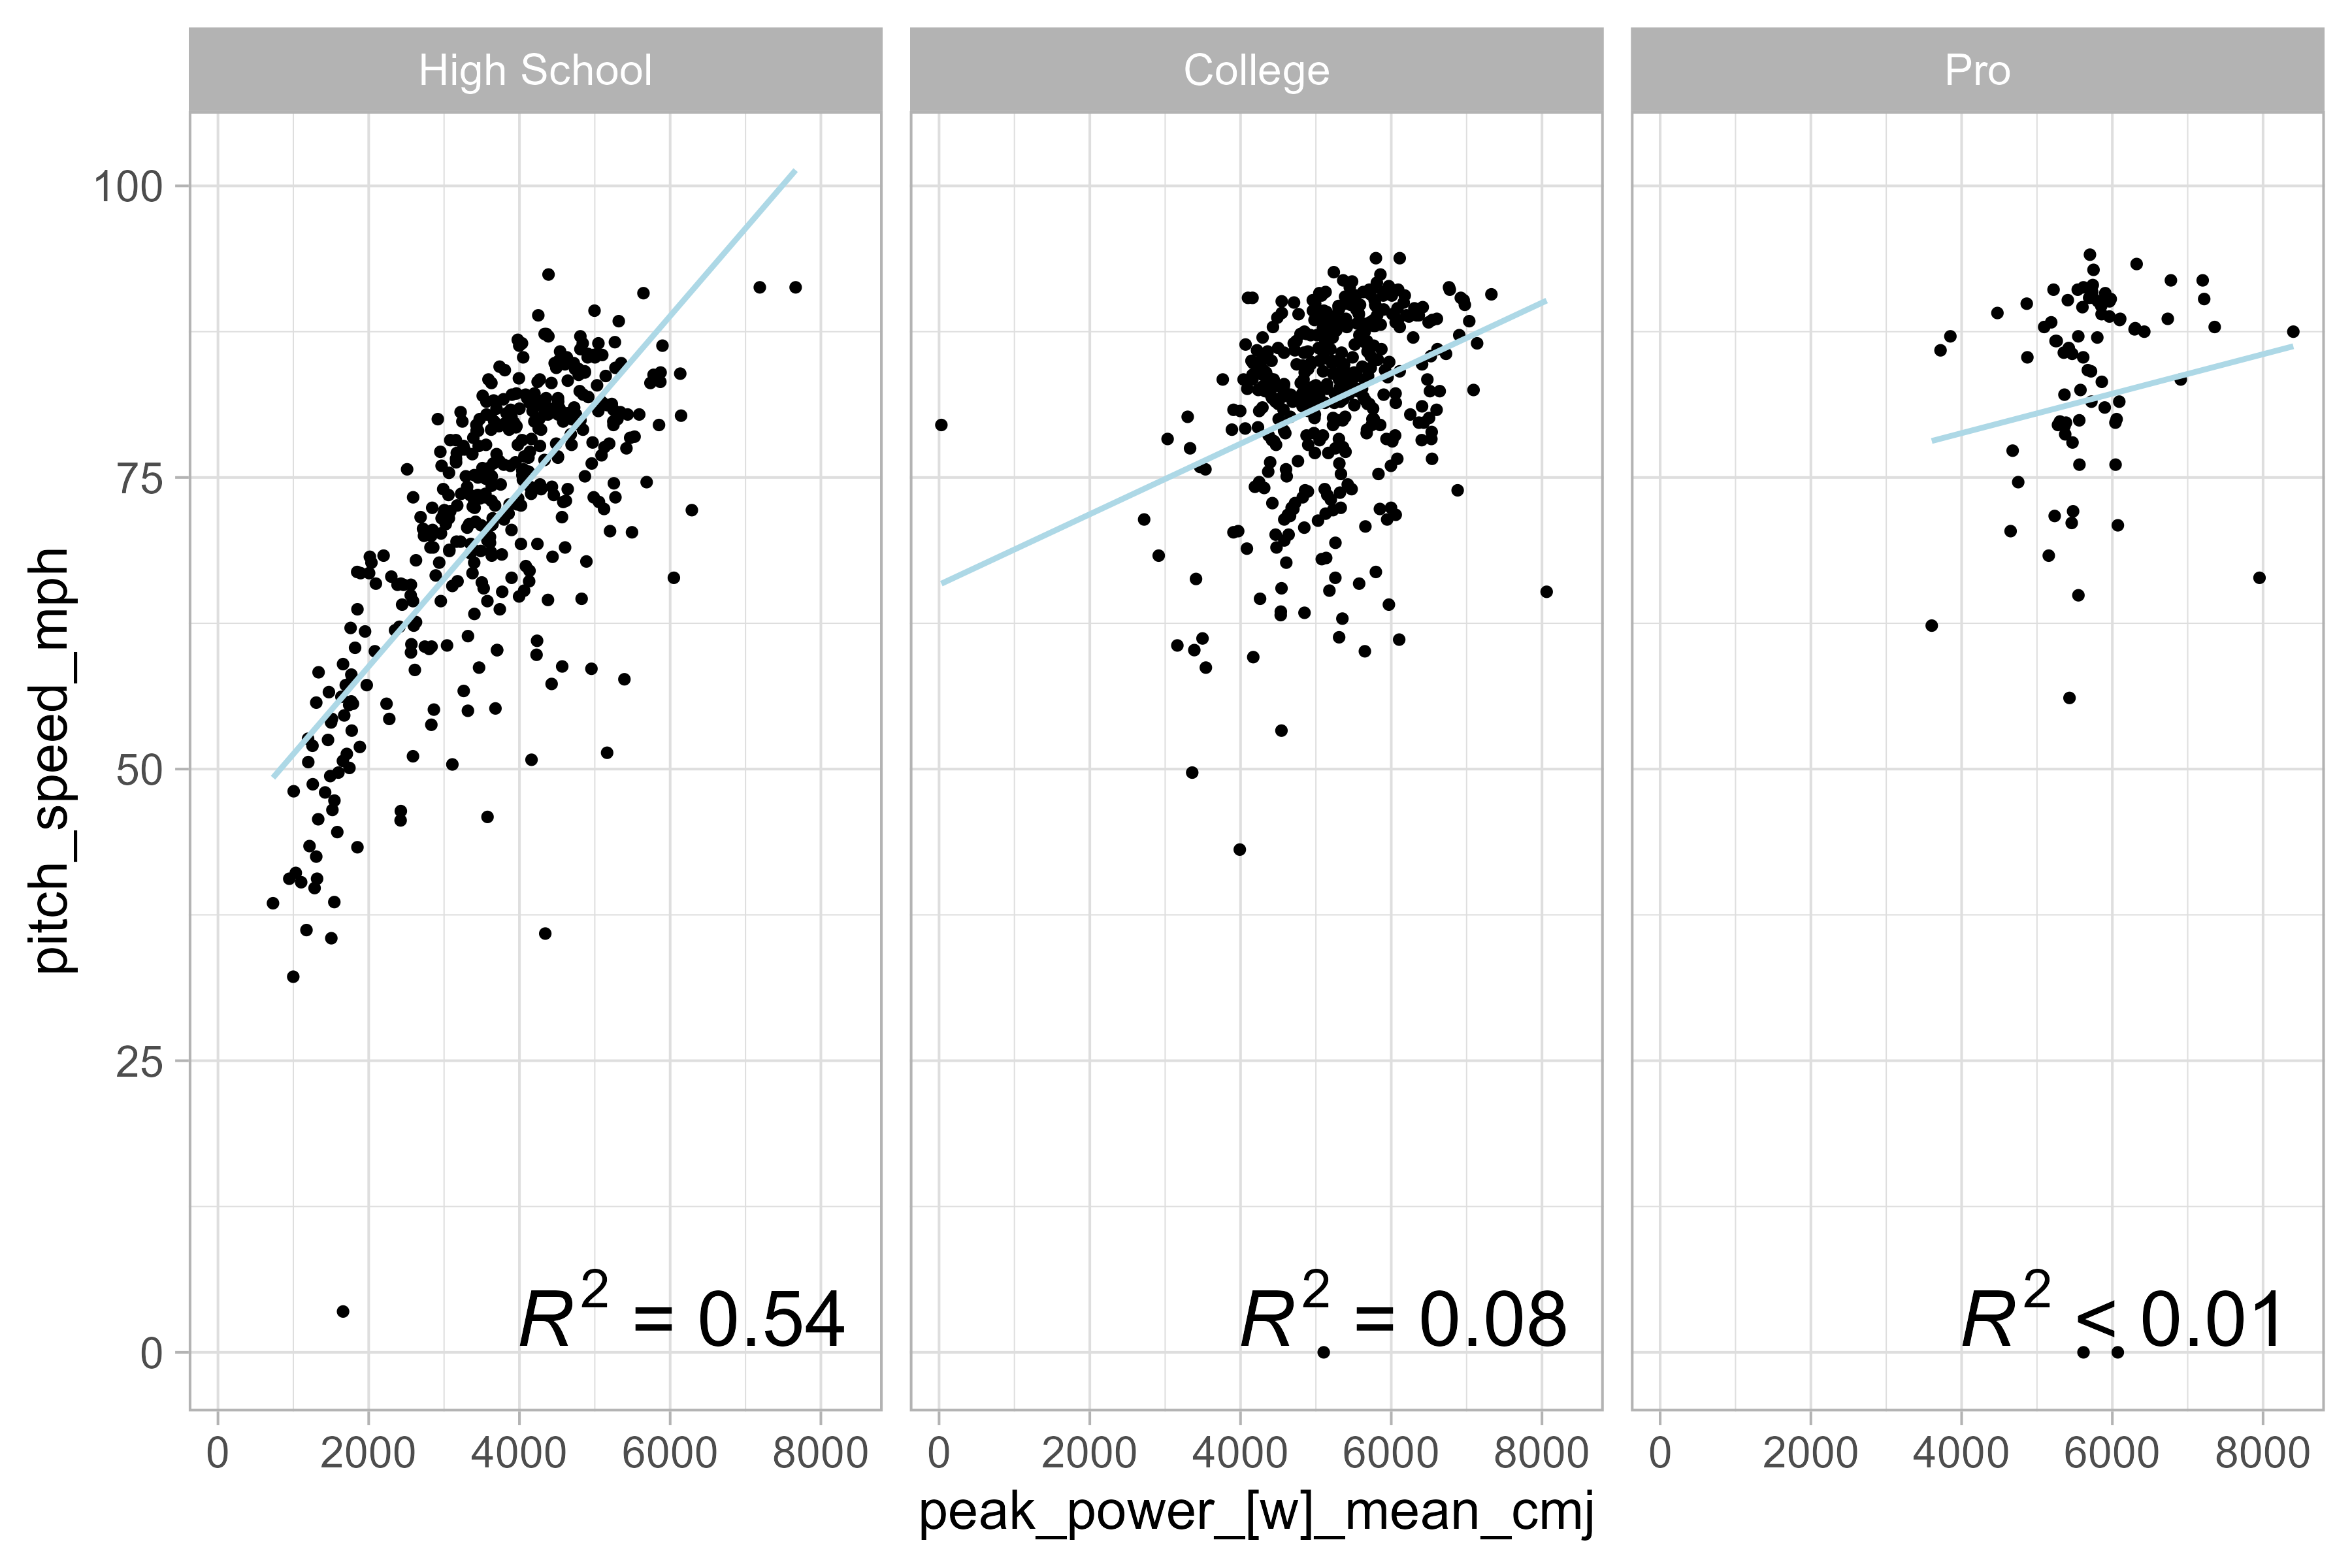 High School College Pro
100
75
50
25
0
pitch_speed_mph
R² = 0.54 R² = 0.08 R² < 0.01
0 2000 4000 6000 8000 0 2000 4000 6000 8000 0 2000 4000 6000 8000
peak_power_[w]_mean_cmj